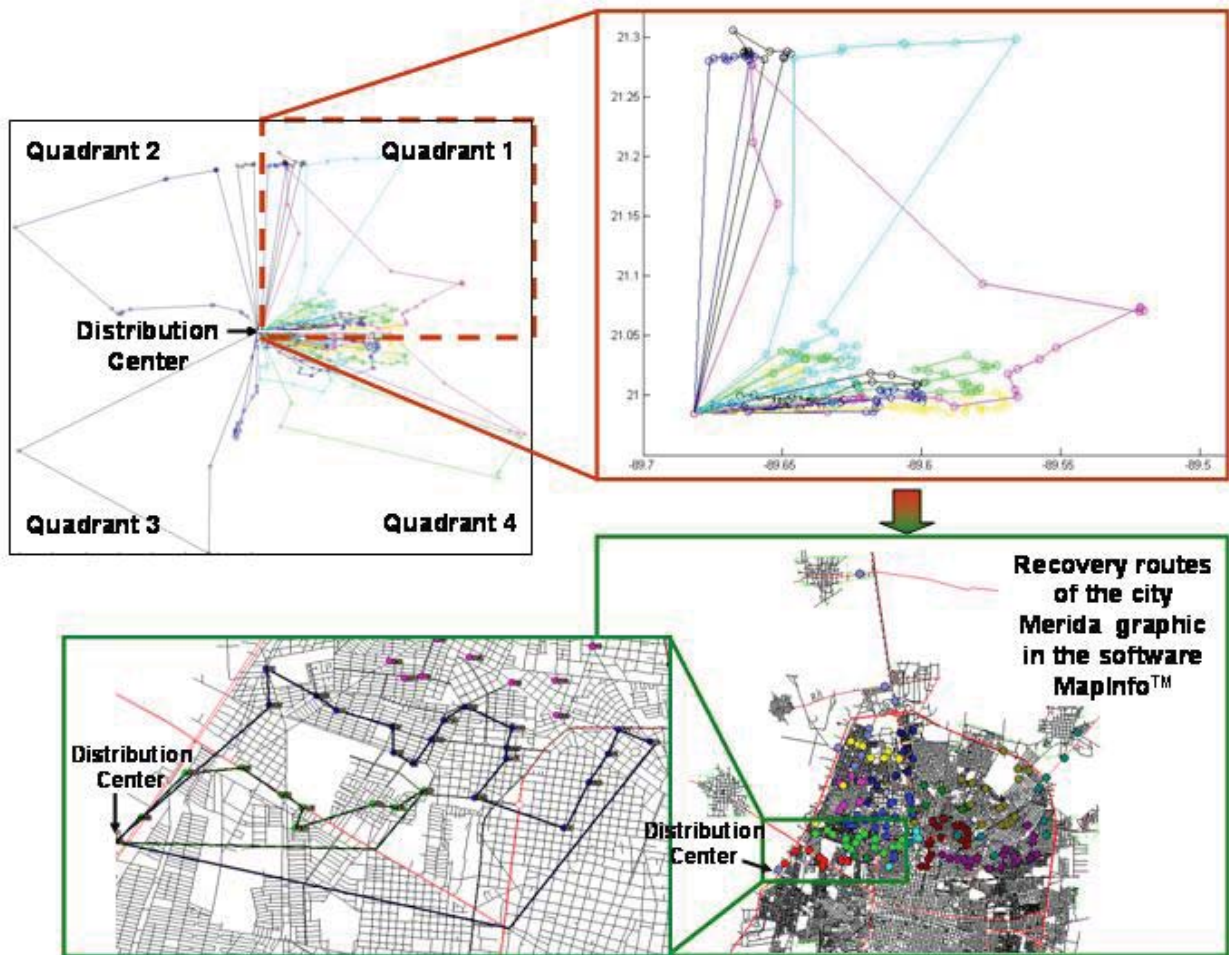 Quadrant 2
Quadrant 1
Distribution
Center
Quadrant 3
Quadrant 4
21.3
21.25
21.2
21.15
21.1
21.05
21
-89.7
-89.65
-89.6
-89.55
-89.5
Recovery routes
of the city
Merida graphic
in the software
MapInfo™
Distribution
Center
Distribution
Center